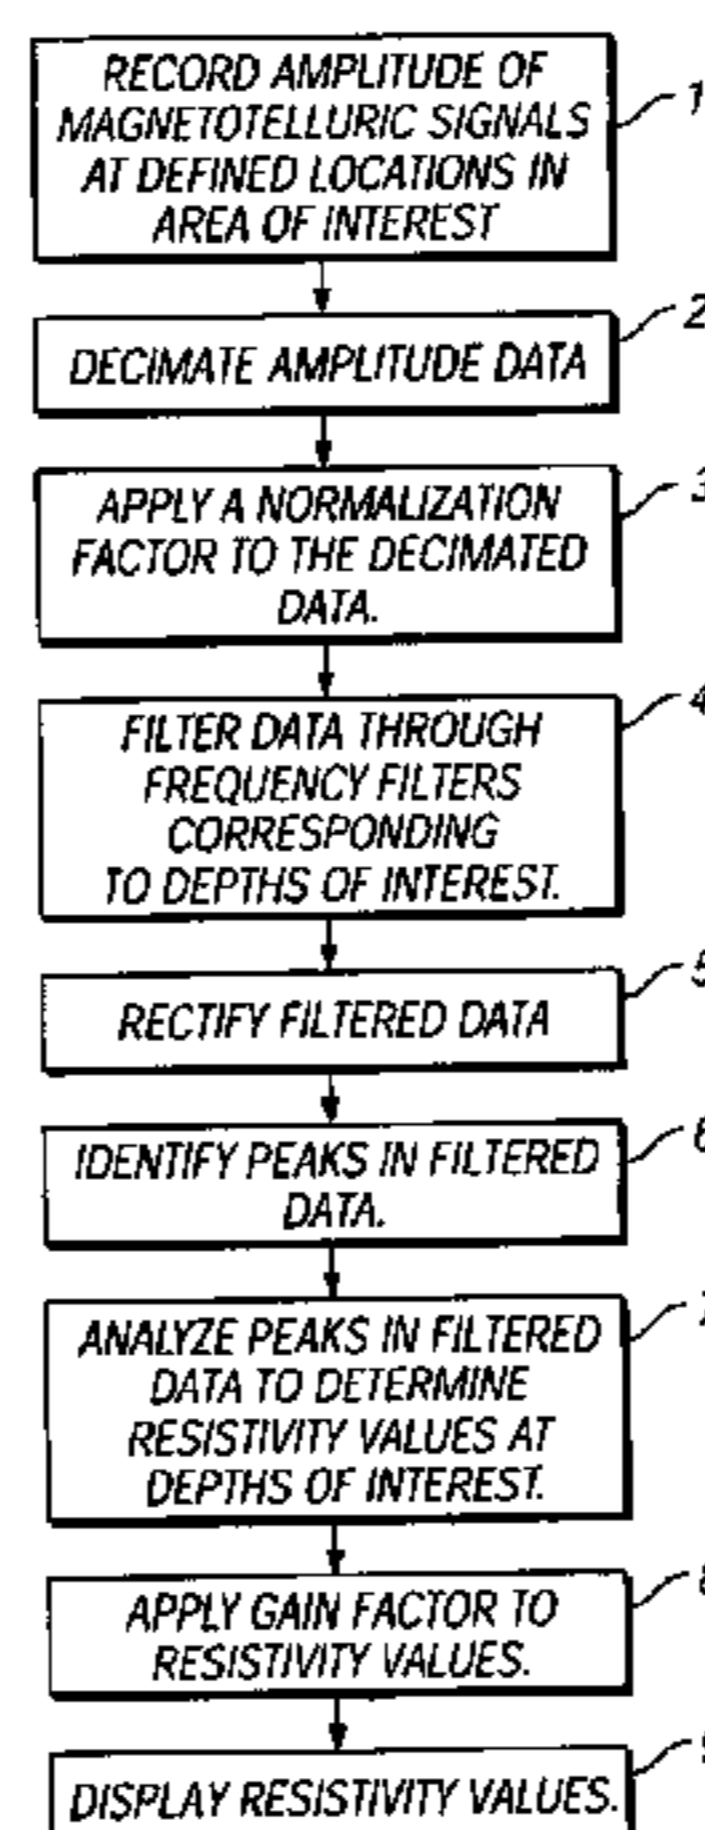 RECORD AMPLITUDE OF
MAGNETOTELLURIC SIGNALS
AT DEFINED LOCATIONS IN
AREA OF INTEREST
1
DECIMATE AMPLITUDE DATA
2
APPLY A NORMALIZATION
FACTOR TO THE DECIMATED
DATA.
3
FILTER DATA THROUGH
FREQUENCY FILTERS
CORRESPONDING
TO DEPTHS OF INTEREST.
4
RECTIFY FILTERED DATA
5
IDENTIFY PEAKS IN FILTERED
DATA.
6
ANALYZE PEAKS IN FILTERED
DATA TO DETERMINE
RESISTIVITY VALUES AT
DEPTHS OF INTEREST.
7
APPLY GAIN FACTOR TO
RESISTIVITY VALUES.
8
DISPLAY RESISTIVITY VALUES.
9